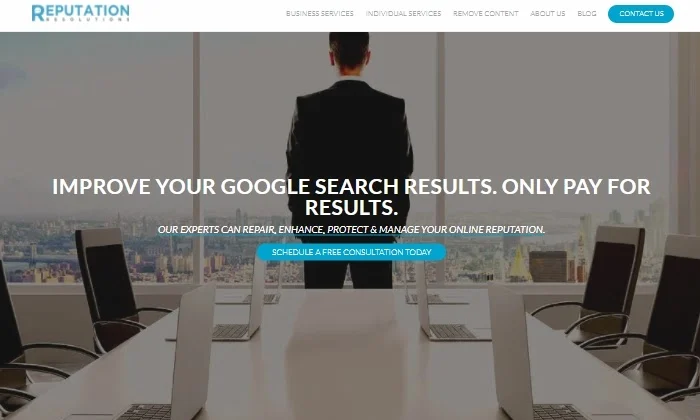 REPUTATION
RESOLUTIONS
BUSINESS SERVICES
INDIVIDUAL SERVICES
REMOVE CONTENT
ABOUT US
BLOG
CONTACT US
IMPROVE YOUR GOOGLE SEARCH RESULTS. ONLY PAY FOR
RESULTS.
OUR EXPERTS CAN REPAIR, ENHANCE, PROTECT & MANAGE YOUR ONLINE REPUTATION.
SCHEDULE A FREE CONSULTATION TODAY